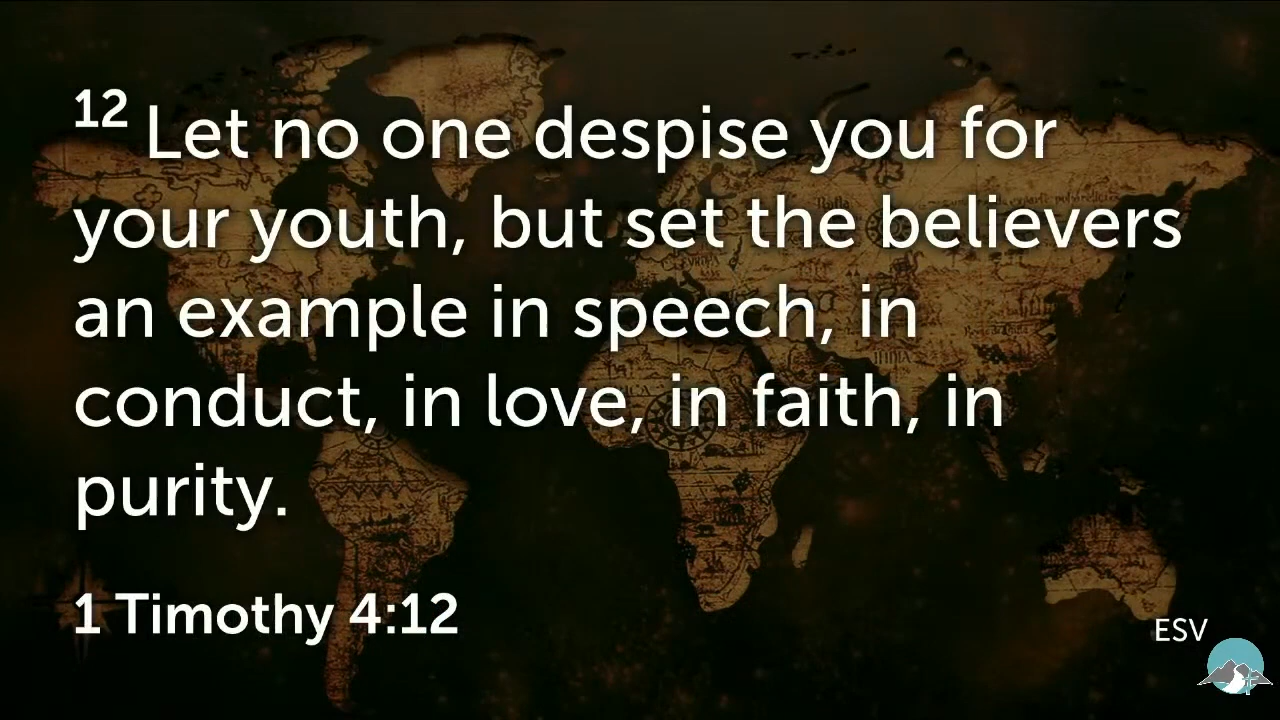 12 Let no one despise you for
your youth, but set the believers
an example in speech, in
conduct, in love, in faith, in
purity.
1 Timothy 4:12
ESV